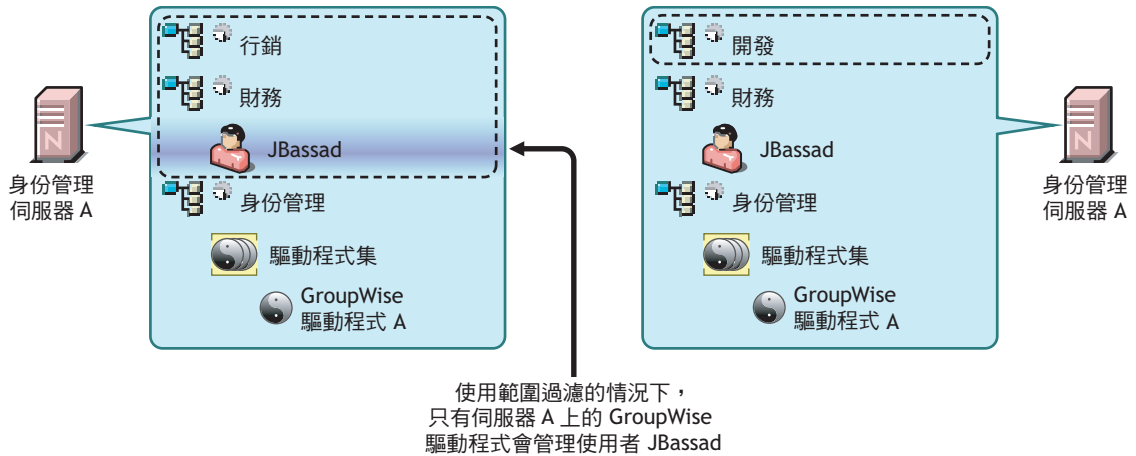 行銷
財務
JBassad
身份管理
驅動程式集
GroupWise
驅動程式 A
身份管理
伺服器 A
開發
財務
JBassad
身份管理
驅動程式集
GroupWise
驅動程式 A
身份管理
伺服器 A
使用範圍過濾的情況下，
只有伺服器 A 上的 GroupWise
驅動程式會管理使用者 JBassad
N
N